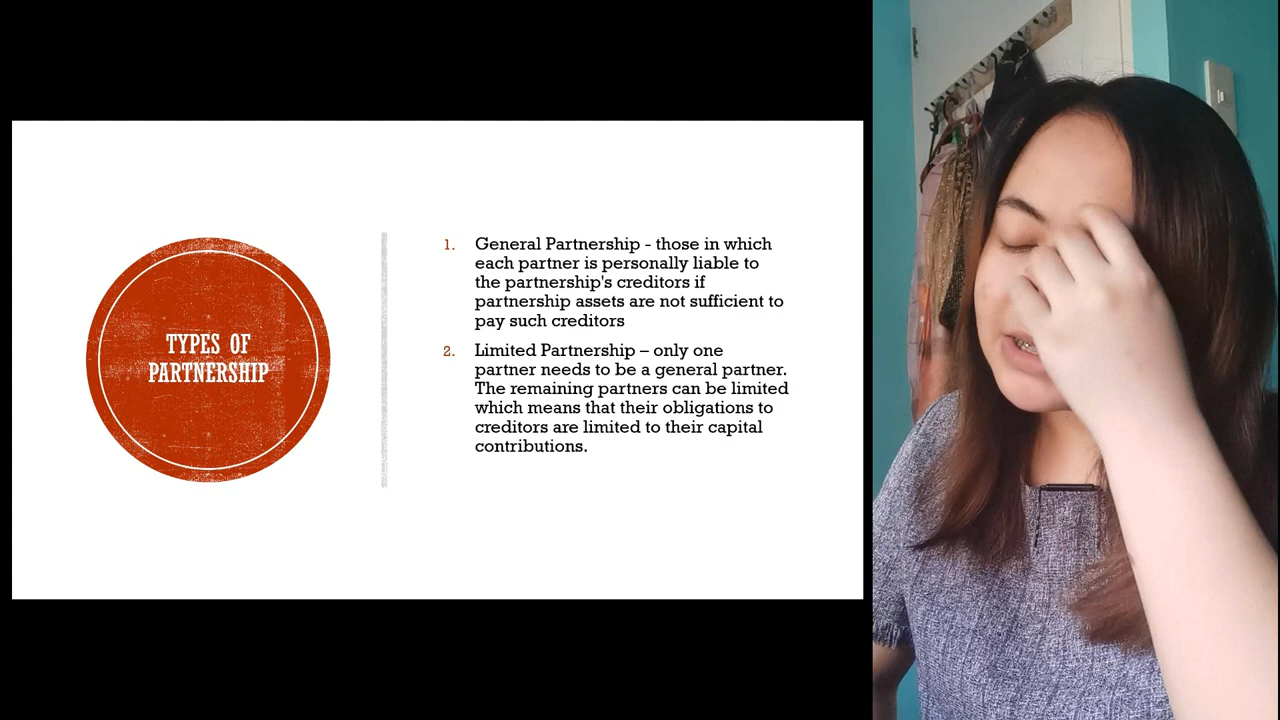 TYPES OF
PARTNERSHIP
1. General Partnership - those in which
each partner is personally liable to
the partnership's creditors if
partnership assets are not sufficient to
pay such creditors
2. Limited Partnership – only one
partner needs to be a general partner.
The remaining partners can be limited
which means that their obligations to
creditors are limited to their capital
contributions.